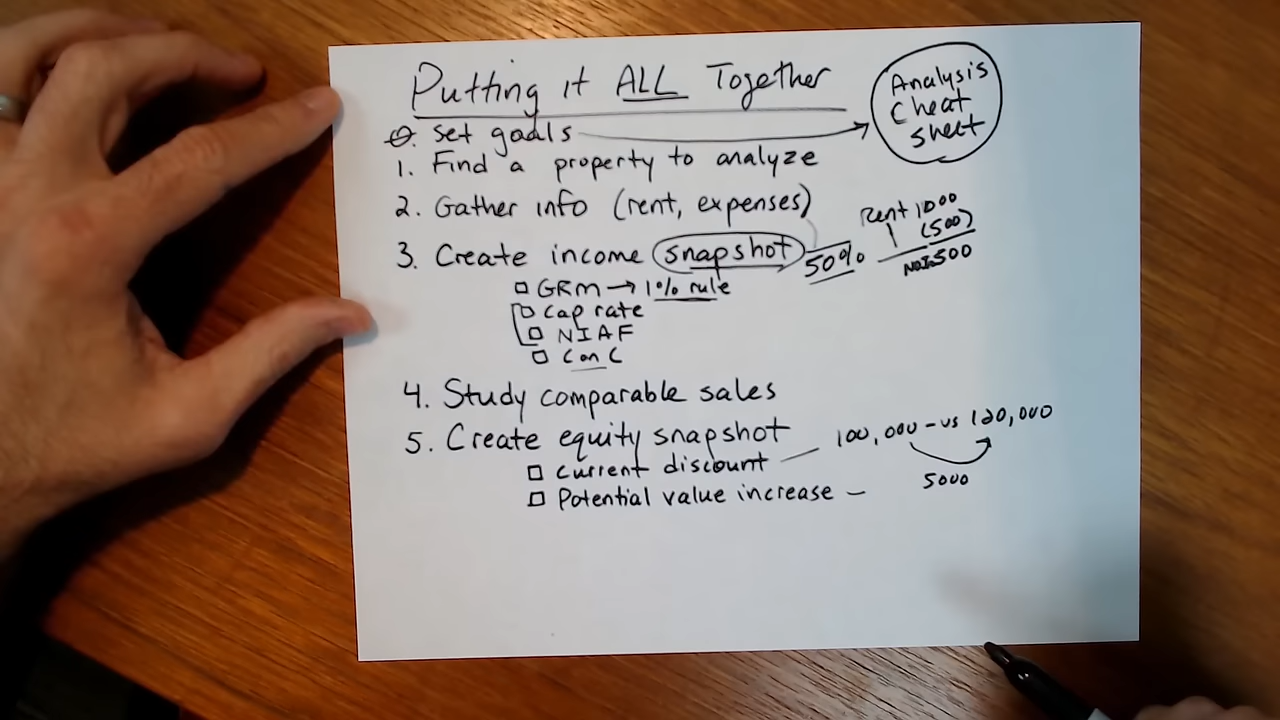 Putting it ALL Together
Analysis
Cheat
Sheet
0. Set goals
1. Find a property to analyze
2. Gather info (rent, expenses)
Rent 1000
(500)
NOI 500
3. Create income snapshot
50%
GRM → 1% rule
Cap rate
NIAF
ConC
4. Study comparable sales
5. Create equity snapshot
100,000 - vs 120,000
5000
Current discount
Potential value increase -